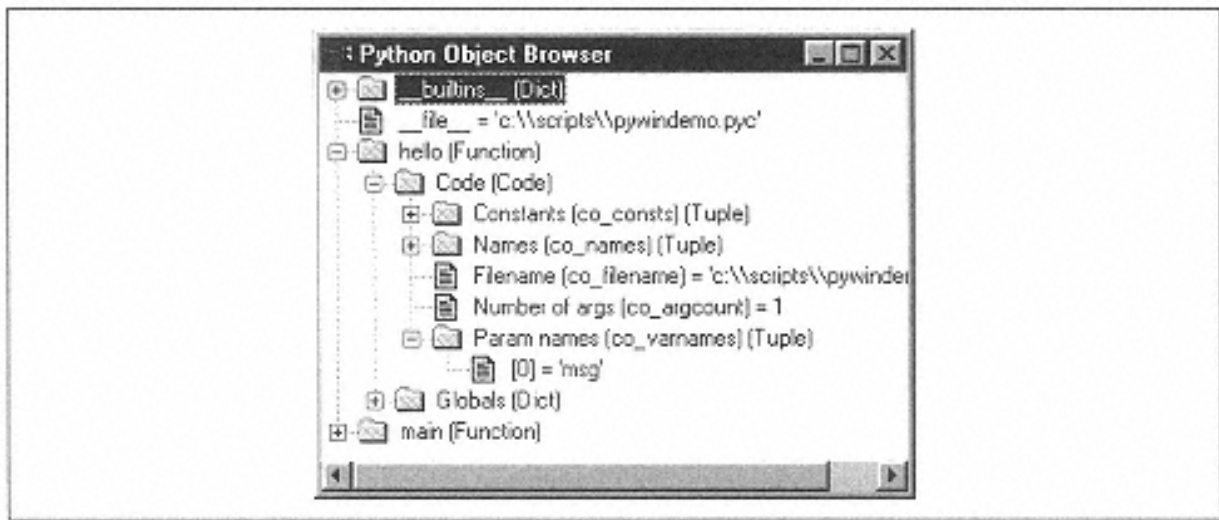 Python Object Browser
__builtins__ (Dict)
__file__ = 'c:\\scripts\\pywindemo.pyc'
hello (Function)
Code (Code)
Constants (co_consts) (Tuple)
Names (co_names) (Tuple)
Filename (co_filename) = 'c:\\scripts\\pywinder
Number of args (co_argcount) = 1
Param names (co_varnames) (Tuple)
[0] = 'msg'
Globals (Dict)
main (Function)